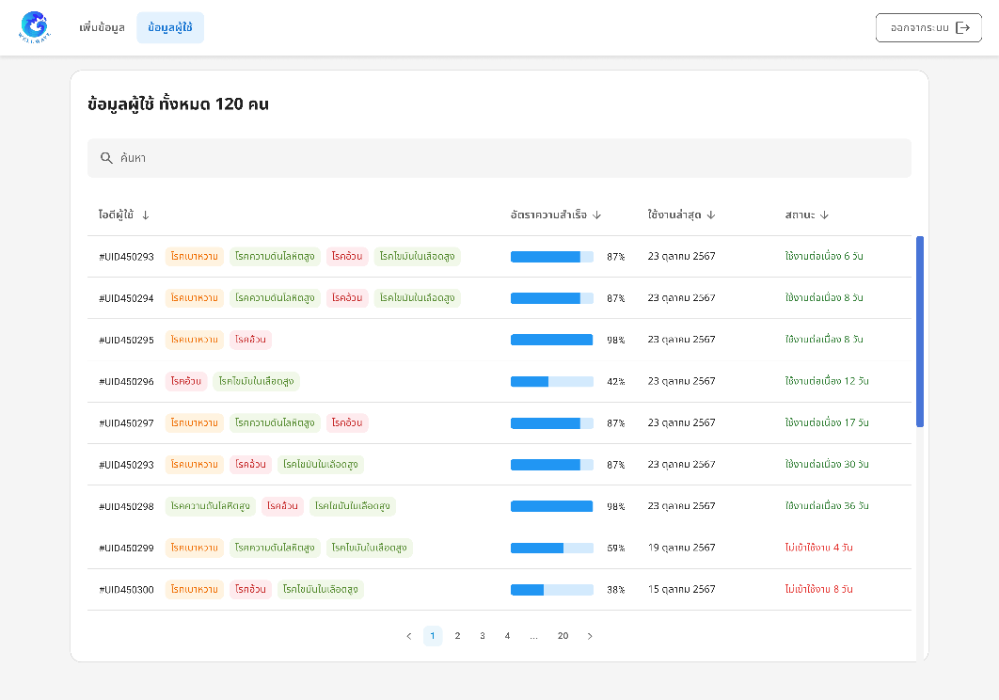 WELLWAVE
เพิ่มข้อมูล ข้อมูลผู้ใช้ ออกจากระบบ
ข้อมูลผู้ใช้ ทั้งหมด 120 คน
ค้นหา
ไอดีผู้ใช้ อัตราความสำเร็จ ใช้งานล่าสุด สถานะ
#UID450293 โรคเบาหวาน โรคความดันโลหิตสูง โรคอ้วน โรคไขมันในเลือดสูง 87% 23 ตุลาคม 2567 ใช้งานต่อเนื่อง 6 วัน
#UID450294 โรคเบาหวาน โรคความดันโลหิตสูง โรคอ้วน โรคไขมันในเลือดสูง 87% 23 ตุลาคม 2567 ใช้งานต่อเนื่อง 8 วัน
#UID450295 โรคเบาหวาน โรคอ้วน 98% 23 ตุลาคม 2567 ใช้งานต่อเนื่อง 8 วัน
#UID450296 โรคอ้วน โรคไขมันในเลือดสูง 42% 23 ตุลาคม 2567 ใช้งานต่อเนื่อง 12 วัน
#UID450297 โรคเบาหวาน โรคความดันโลหิตสูง โรคอ้วน 87% 23 ตุลาคม 2567 ใช้งานต่อเนื่อง 17 วัน
#UID450293 โรคเบาหวาน โรคอ้วน โรคไขมันในเลือดสูง 87% 23 ตุลาคม 2567 ใช้งานต่อเนื่อง 30 วัน
#UID450298 โรคความดันโลหิตสูง โรคอ้วน โรคไขมันในเลือดสูง 98% 23 ตุลาคม 2567 ใช้งานต่อเนื่อง 36 วัน
#UID450299 โรคเบาหวาน โรคความดันโลหิตสูง โรคไขมันในเลือดสูง 59% 19 ตุลาคม 2567 ไม่เข้าใช้งาน 4 วัน
#UID450300 โรคเบาหวาน โรคอ้วน โรคไขมันในเลือดสูง 38% 15 ตุลาคม 2567 ไม่เข้าใช้งาน 8 วัน
1 2 3 4 ... 20